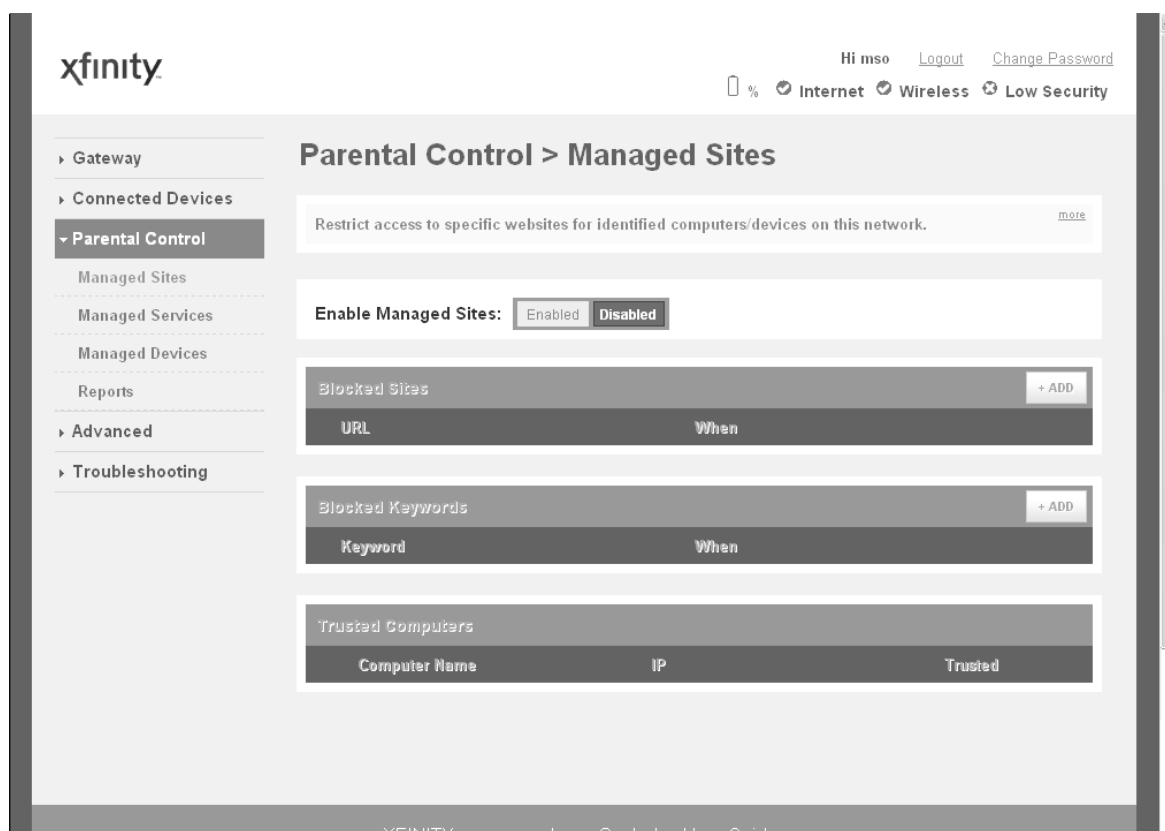 xfinity™
Hi mso Logout Change Password
% Internet Wireless Low Security
Gateway
Connected Devices
Parental Control
Managed Sites
Managed Services
Managed Devices
Reports
Advanced
Troubleshooting
Parental Control > Managed Sites
Restrict access to specific websites for identified computers/devices on this network.
more
Enable Managed Sites: Enabled Disabled
Blocked Sites + ADD
URL When
Blocked Keywords + ADD
Keyword When
Trusted Computers
Computer Name IP Trusted